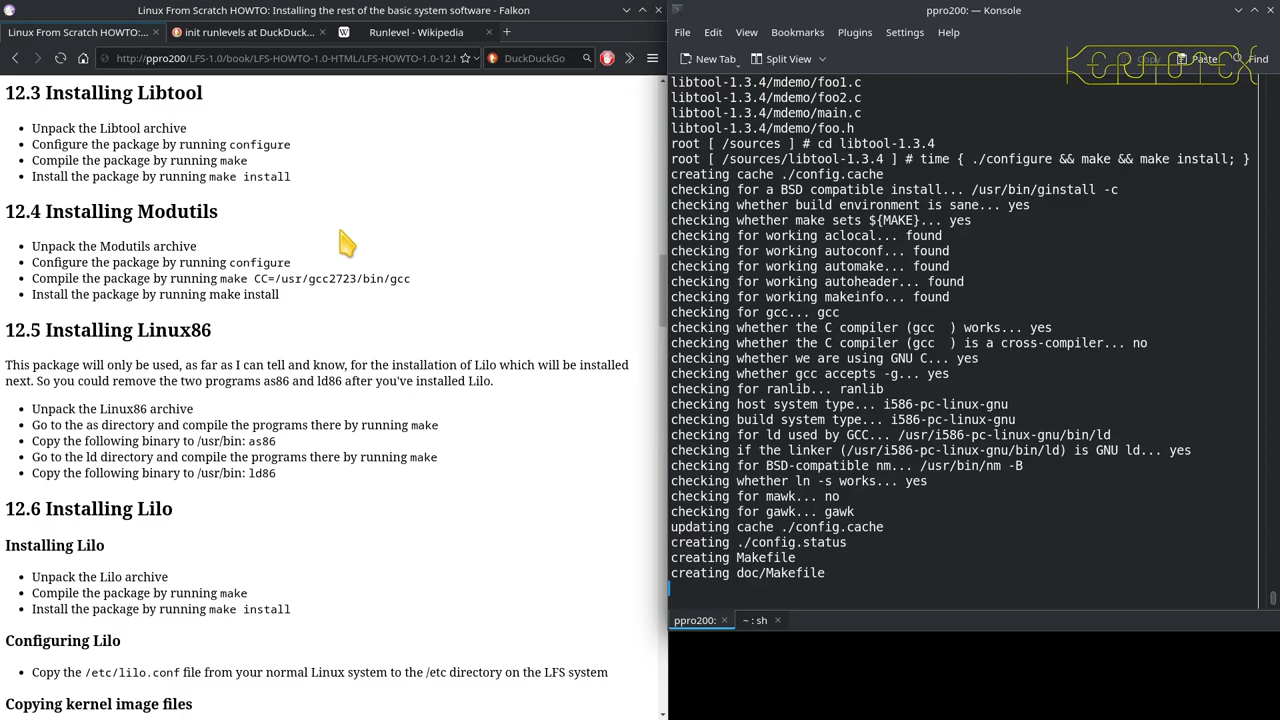 Linux From Scratch HOWTO: Installing the rest of the basic system software - Falkon
Linux From Scratch HOWTO:...
init runlevels at DuckDuck...
Runlevel - Wikipedia
http://ppro200/LFS-1.0/book/LFS-HOWTO-1.0-HTML/LFS-HOWTO-1.0-12.h
DuckDuckGo
12.3 Installing Libtool
Unpack the Libtool archive
Configure the package by running configure
Compile the package by running make
Install the package by running make install
12.4 Installing Modutils
Unpack the Modutils archive
Configure the package by running configure
Compile the package by running make CC=/usr/gcc2723/bin/gcc
Install the package by running make install
12.5 Installing Linux86
This package will only be used, as far as I can tell and know, for the installation of Lilo which will be installed
next. So you could remove the two programs as86 and ld86 after you've installed Lilo.
Unpack the Linux86 archive
Go to the as directory and compile the programs there by running make
Copy the following binary to /usr/bin: as86
Go to the ld directory and compile the programs there by running make
Copy the following binary to /usr/bin: ld86
12.6 Installing Lilo
Installing Lilo
Unpack the Lilo archive
Compile the package by running make
Install the package by running make install
Configuring Lilo
Copy the /etc/lilo.conf file from your normal Linux system to the /etc directory on the LFS system
Copying kernel image files
ppro200: — Konsole
File Edit View Bookmarks Plugins Settings Help
New Tab Split View Copy Paste Find
libtool-1.3.4/mdemo/foo1.c
libtool-1.3.4/mdemo/foo2.c
libtool-1.3.4/mdemo/main.c
libtool-1.3.4/mdemo/foo.h
root [ /sources ] # cd libtool-1.3.4
root [ /sources/libtool-1.3.4 ] # time { ./configure && make && make install; }
creating cache ./config.cache
checking for a BSD compatible install... /usr/bin/ginstall -c
checking whether build environment is sane... yes
checking whether make sets ${MAKE}... yes
checking for working aclocal... found
checking for working autoconf... found
checking for working automake... found
checking for working autoheader... found
checking for working makeinfo... found
checking for gcc... gcc
checking whether the C compiler (gcc  ) works... yes
checking whether the C compiler (gcc  ) is a cross-compiler... no
checking whether we are using GNU C... yes
checking whether gcc accepts -g... yes
checking for ranlib... ranlib
checking host system type... i586-pc-linux-gnu
checking build system type... i586-pc-linux-gnu
checking for ld used by GCC... /usr/i586-pc-linux-gnu/bin/ld
checking if the linker (/usr/i586-pc-linux-gnu/bin/ld) is GNU ld... yes
checking for BSD-compatible nm... /usr/bin/nm -B
checking whether ln -s works... yes
checking for mawk... no
checking for gawk... gawk
updating cache ./config.cache
creating ./config.status
creating Makefile
creating doc/Makefile
ppro200:
~ : sh